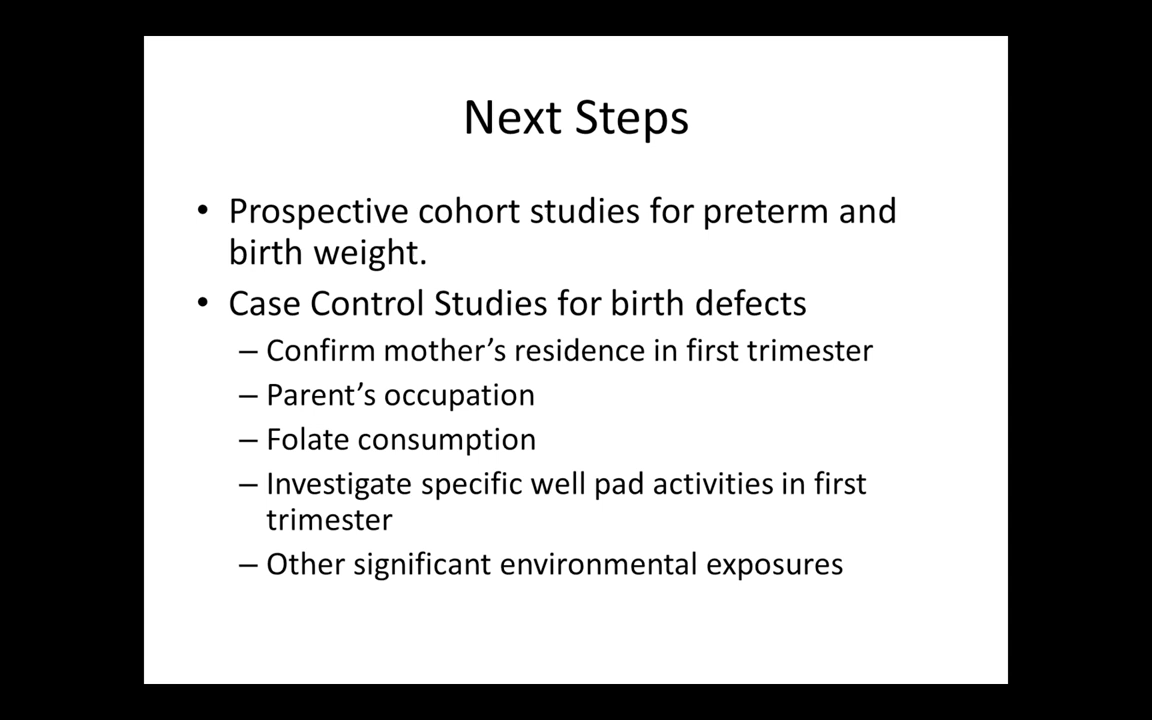 Next Steps
• Prospective cohort studies for preterm and
birth weight.
• Case Control Studies for birth defects
– Confirm mother’s residence in first trimester
– Parent’s occupation
– Folate consumption
– Investigate specific well pad activities in first
trimester
– Other significant environmental exposures